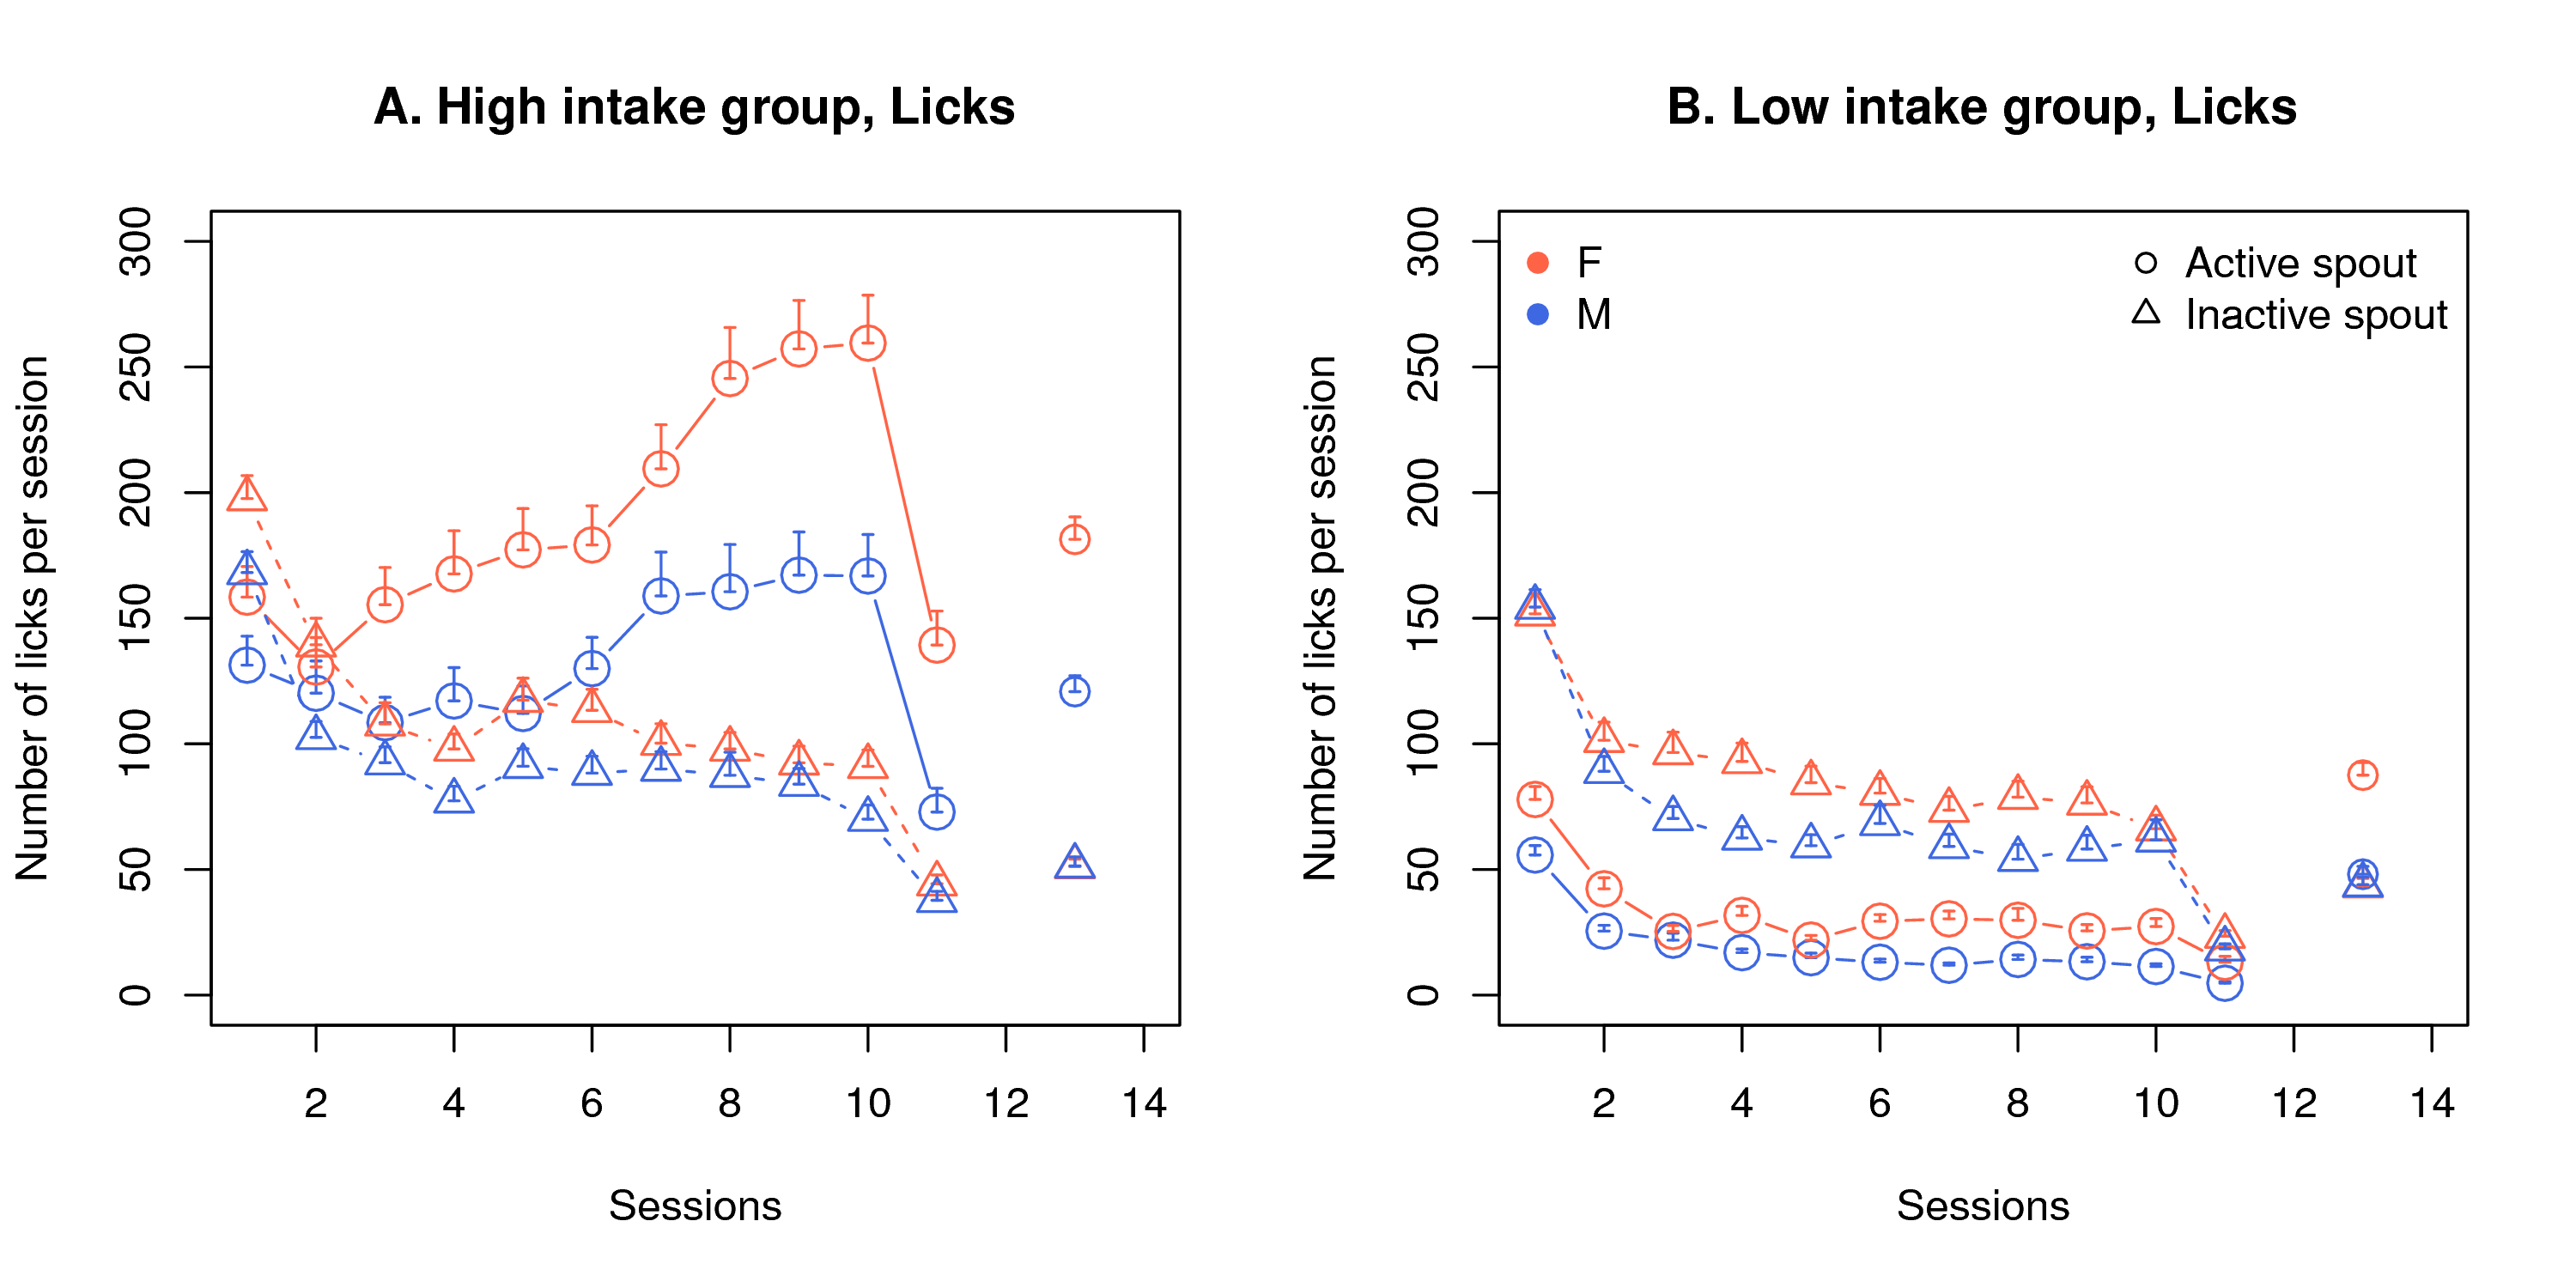 A. High intake group, Licks
Number of licks per session
300
250
200
150
100
50
0
2 4 6 8 10 12 14
Sessions
B. Low intake group, Licks
Number of licks per session
300
250
200
150
100
50
0
F
M
Active spout
Inactive spout
2 4 6 8 10 12 14
Sessions